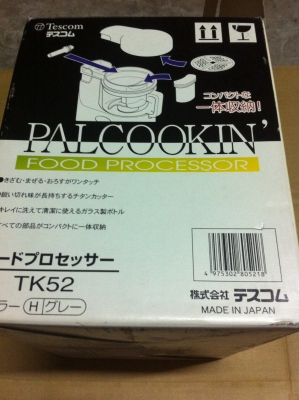 Tescom
テスコム
コンパクトな
一体収納!
PALCOOKIN'
FOOD PROCESSOR
●きざむ・まぜる・おろすがワンタッチ
鋭い切れ味が長持ちするチタンカッター
キレイに洗えて清潔に使えるガラス製ボトル
べての部品がコンパクトに一体収納
ードプロセッサー
TK52
ラー H グレー
4 975302 805218
株式会社 テスコム
MADE IN JAPAN